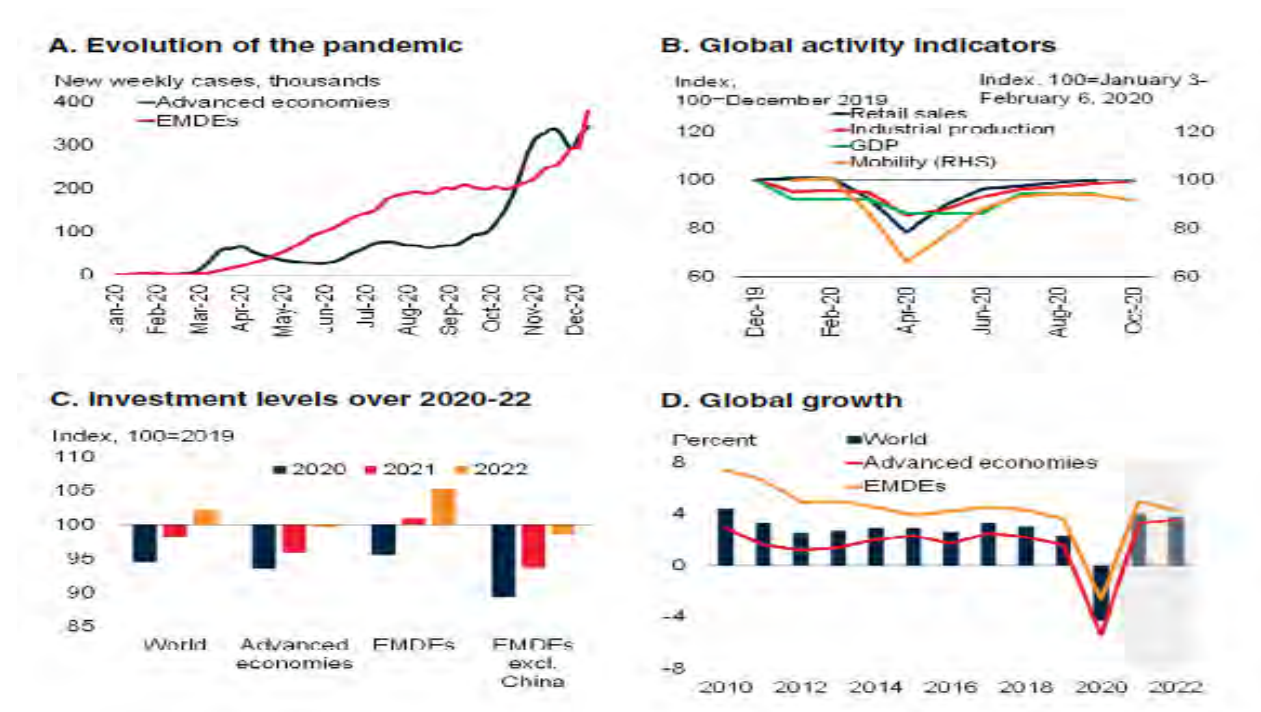 A. Evolution of the pandemic
New weekly cases, thousands
Advanced economies
EMDEs
400
300
200
100
0
Jan-20
Feb-20
Mar-20
Apr-20
May-20
Jun-20
Jul-20
Aug-20
Sep-20
Oct-20
Nov-20
Dec-20
B. Global activity indicators
Index,
100=December 2019
Index. 100=January 3-
February 6, 2020
Retail sales
Industrial production
GDP
Mobility (RHS)
120
100
80
60
120
100
80
60
Dec-19
Feb-20
Apr-20
Jun-20
Aug-20
Oct-20
C. Investment levels over 2020-22
Index, 100=2019
2020 2021 2022
110
105
100
95
90
85
World
Advanced
economies
EMDEs
EMDEs
excl.
China
D. Global growth
Percent
World
Advanced economies
EMDEs
8
4
0
-4
-8
2010 2012 2014 2016 2018 2020 2022